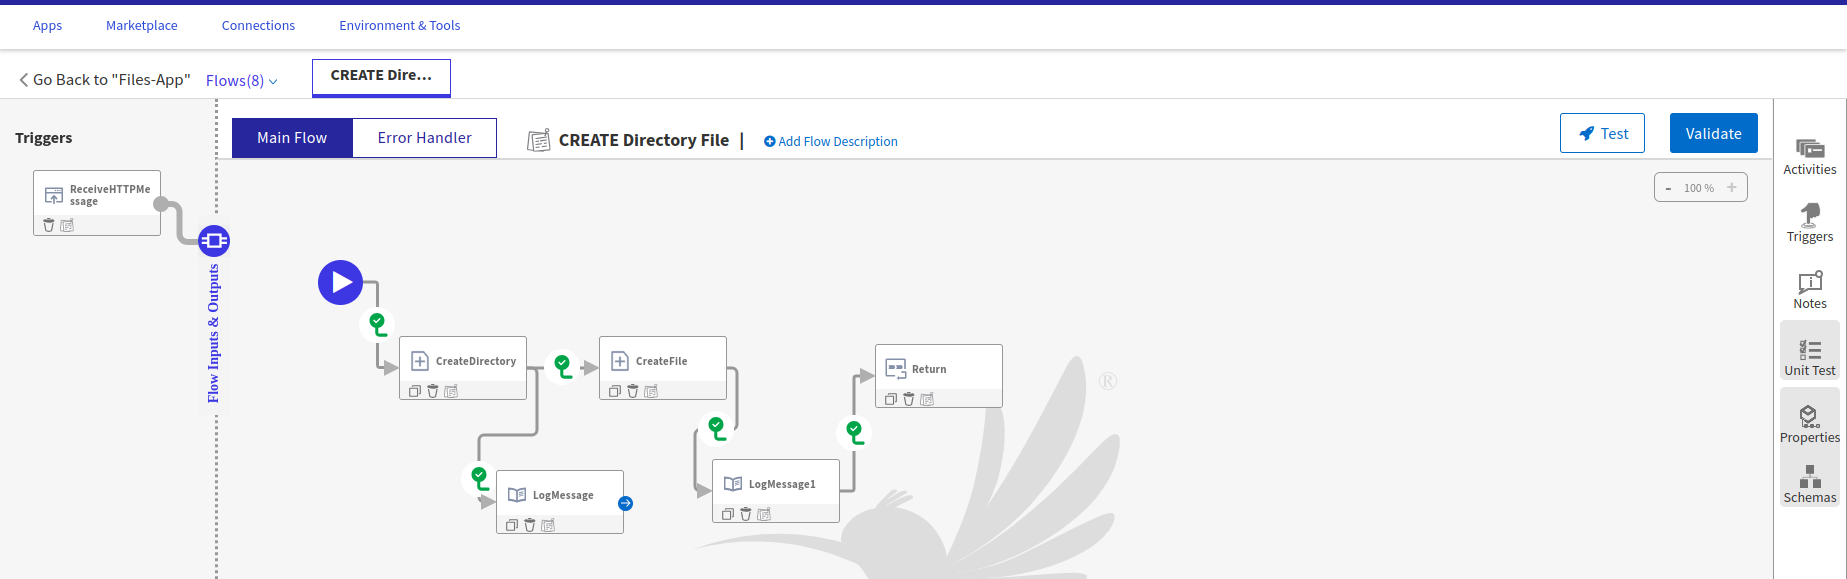 Apps Marketplace Connections Environment & Tools
Go Back to "Files-App" Flows(8) CREATE Dire...
Triggers
Main Flow Error Handler CREATE Directory File | Add Flow Description Test Validate
ReceiveHTTPMe
ssage
- 100 % +
Flow Inputs & Outputs
CreateDirectory
CreateFile
Return
LogMessage
LogMessage1
®
Activities
Triggers
Notes
Unit Test
Properties
Schemas